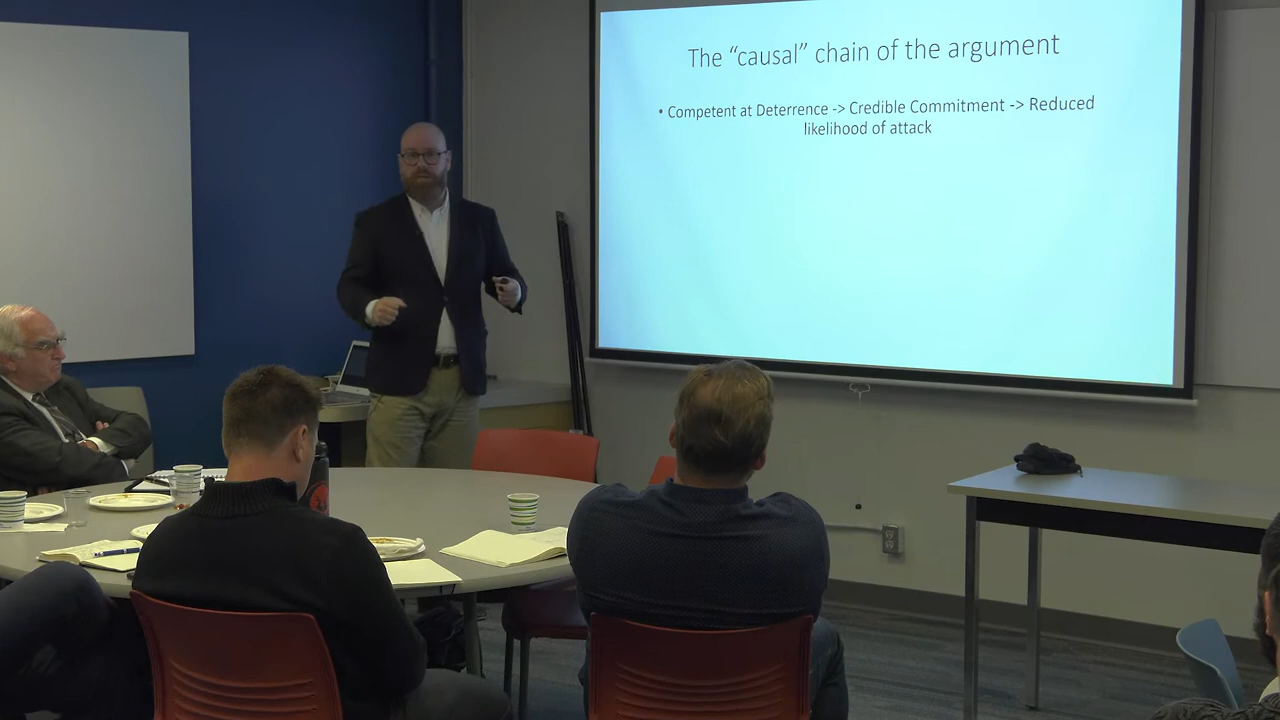 The “causal” chain of the argument
• Competent at Deterrence -> Credible Commitment -> Reduced
likelihood of attack